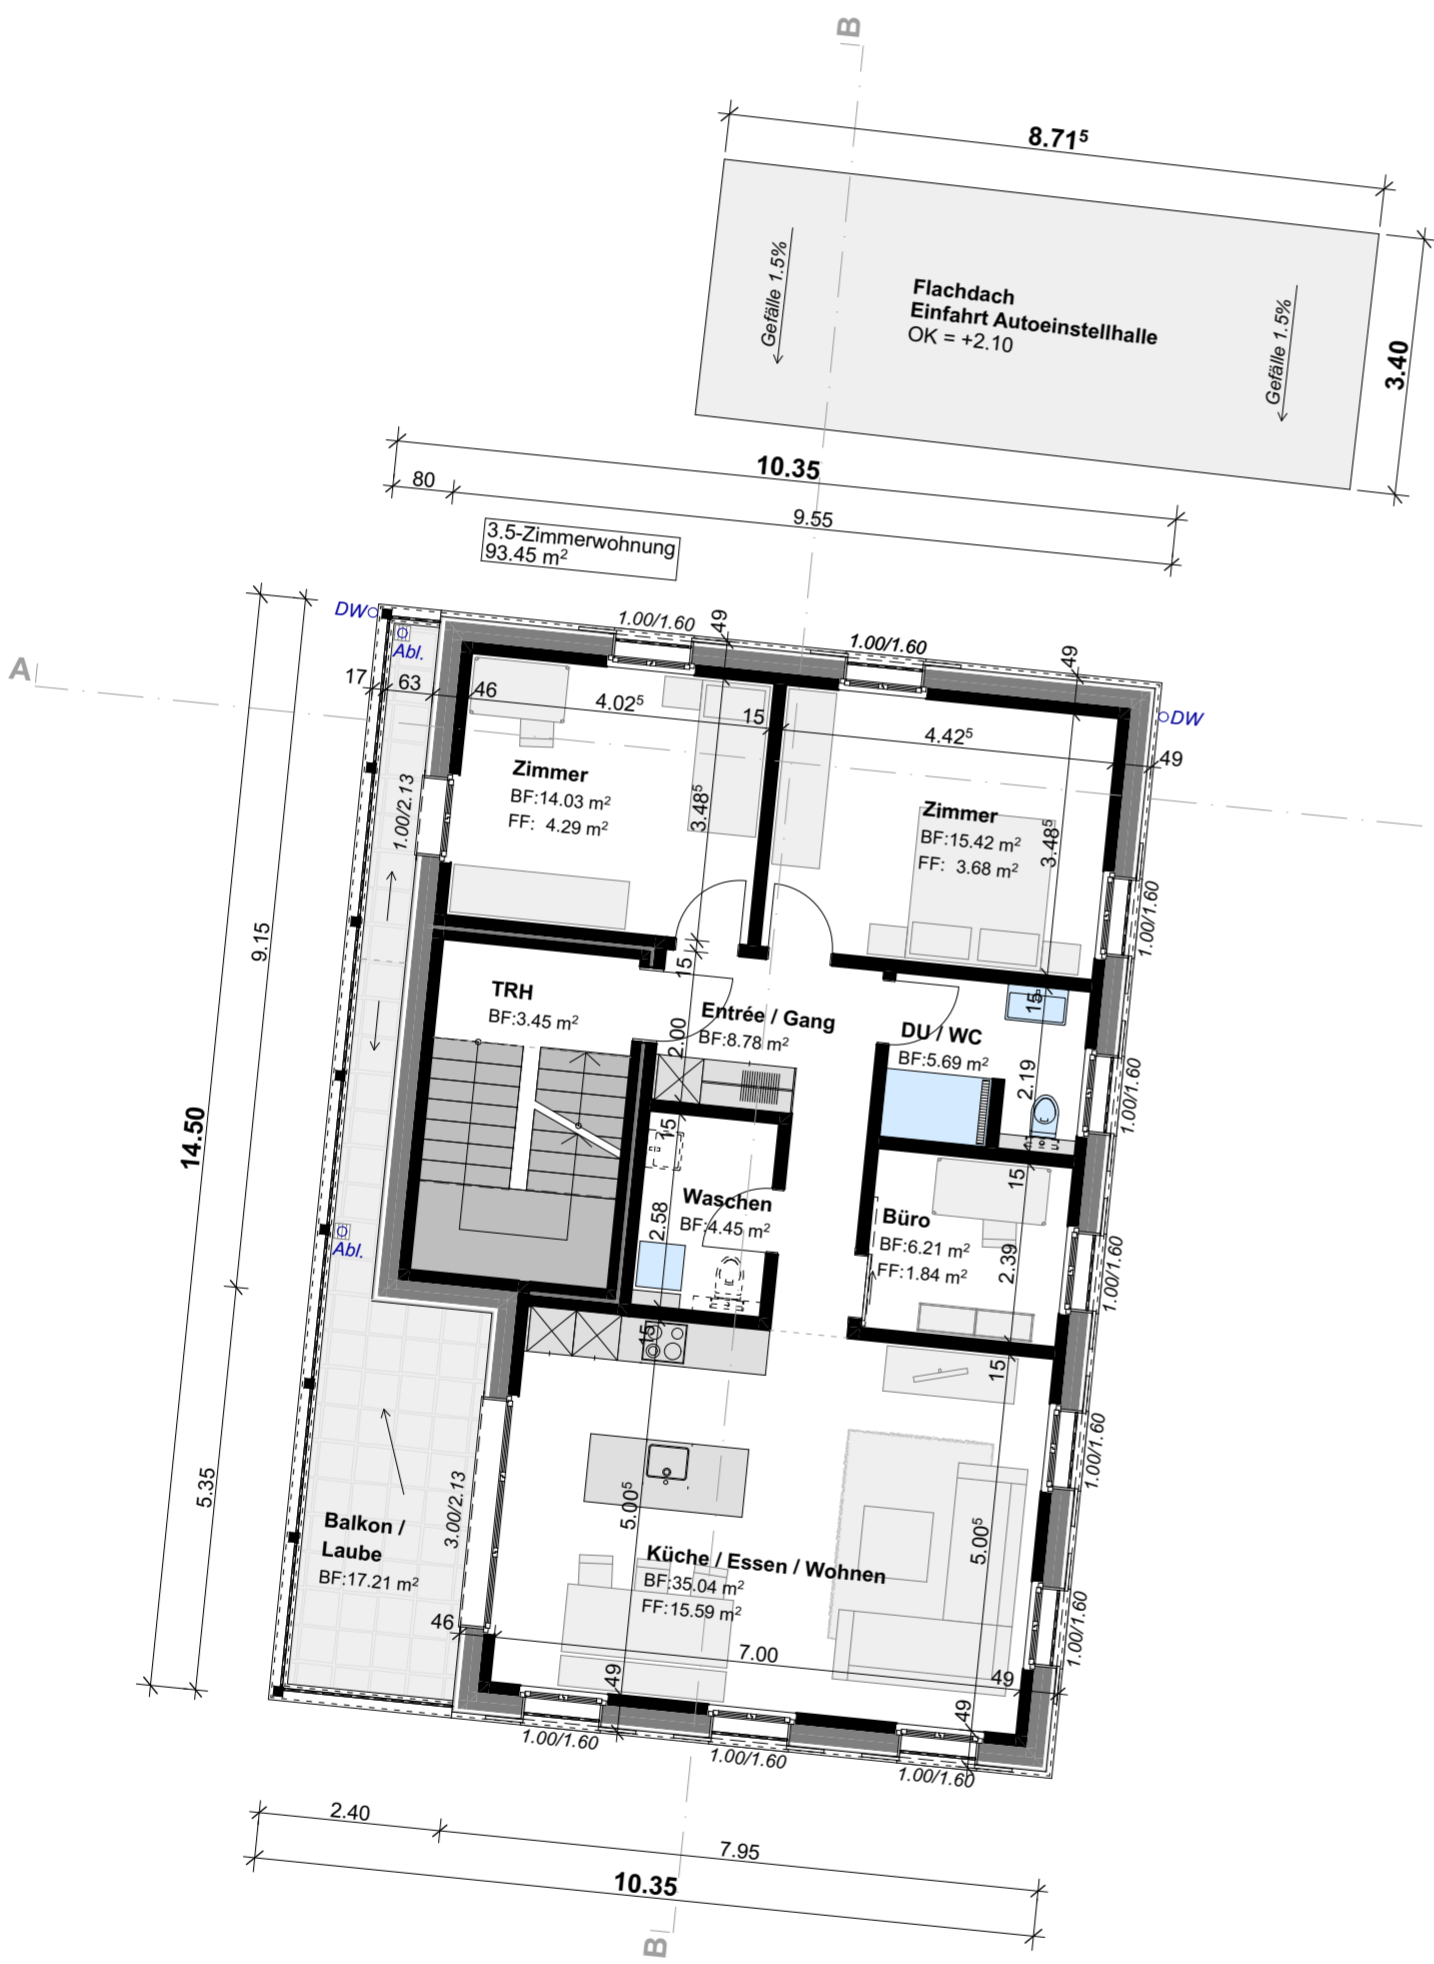 B
8.71⁵
Gefälle 1.5%
Flachdach
Einfahrt Autoeinstellhalle
OK = +2.10
Gefälle 1.5%
3.40
10.35
80
9.55
3.5-Zimmerwohnung
93.45 m²
DW
1.00/1.60
49
1.00/1.60
49
Abl.
A
17
63
46
4.02⁵
15
4.42⁵
DW
49
1.00/2.13
Zimmer
BF:14.03 m²
FF: 4.29 m²
3.48⁵
Zimmer
BF:15.42 m²
FF: 3.68 m²
3.48⁵
1.00/1.60
9.15
15
TRH
BF:3.45 m²
Entrée / Gang
BF:8.78 m²
2.00
DU / WC
BF:5.69 m²
15
2.19
1.00/1.60
14.50
15
Waschen
BF:4.45 m²
2.58
15
Büro
BF:6.21 m²
FF:1.84 m²
2.39
1.00/1.60
Abl.
15
15
1.00/1.60
5.35
3.00/2.13
5.00⁵
5.00⁵
Balkon /
Laube
BF:17.21 m²
Küche / Essen / Wohnen
BF:35.04 m²
FF:15.59 m²
1.00/1.60
46
7.00
49
49
49
1.00/1.60
1.00/1.60
1.00/1.60
2.40
7.95
10.35
B